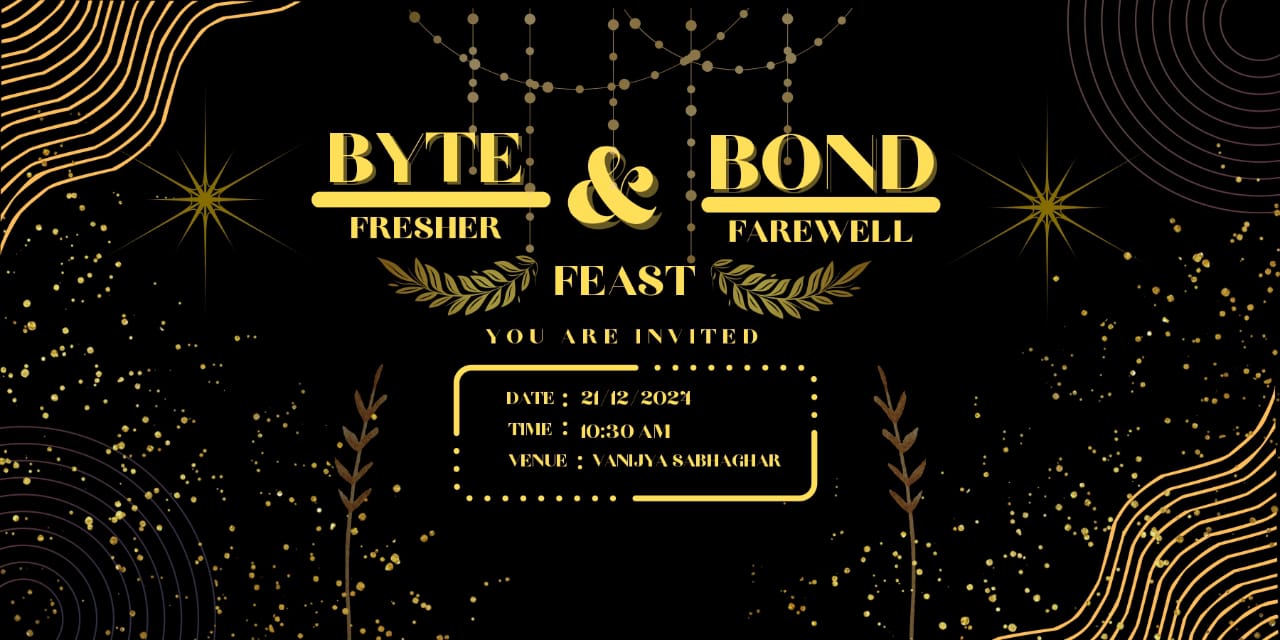 BYTE & BOND
FRESHER FAREWELL
FEAST
YOU ARE INVITED
DATE : 21/12/2024
TIME : 10:30 AM
VENUE : VANIJYA SABHAGHAR